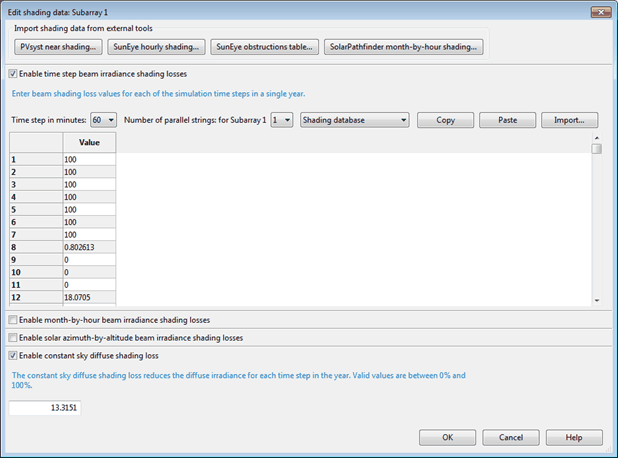 Edit shading data: Subarray 1
Import shading data from external tools
PVsyst near shading... SunEye hourly shading... SunEye obstructions table... SolarPathfinder month-by-hour shading...
Enable time step beam irradiance shading losses
Enter beam shading loss values for each of the simulation time steps in a single year.
Time step in minutes: 60 Number of parallel strings: for Subarray 1 1 Shading database Copy Paste Import...
Value
1 100
2 100
3 100
4 100
5 100
6 100
7 100
8 0.802613
9 0
10 0
11 0
12 18.0705
Enable month-by-hour beam irradiance shading losses
Enable solar azimuth-by-altitude beam irradiance shading losses
Enable constant sky diffuse shading loss
The constant sky diffuse shading loss reduces the diffuse irradiance for each time step in the year. Valid values are between 0% and
100%.
13.3151
OK Cancel Help